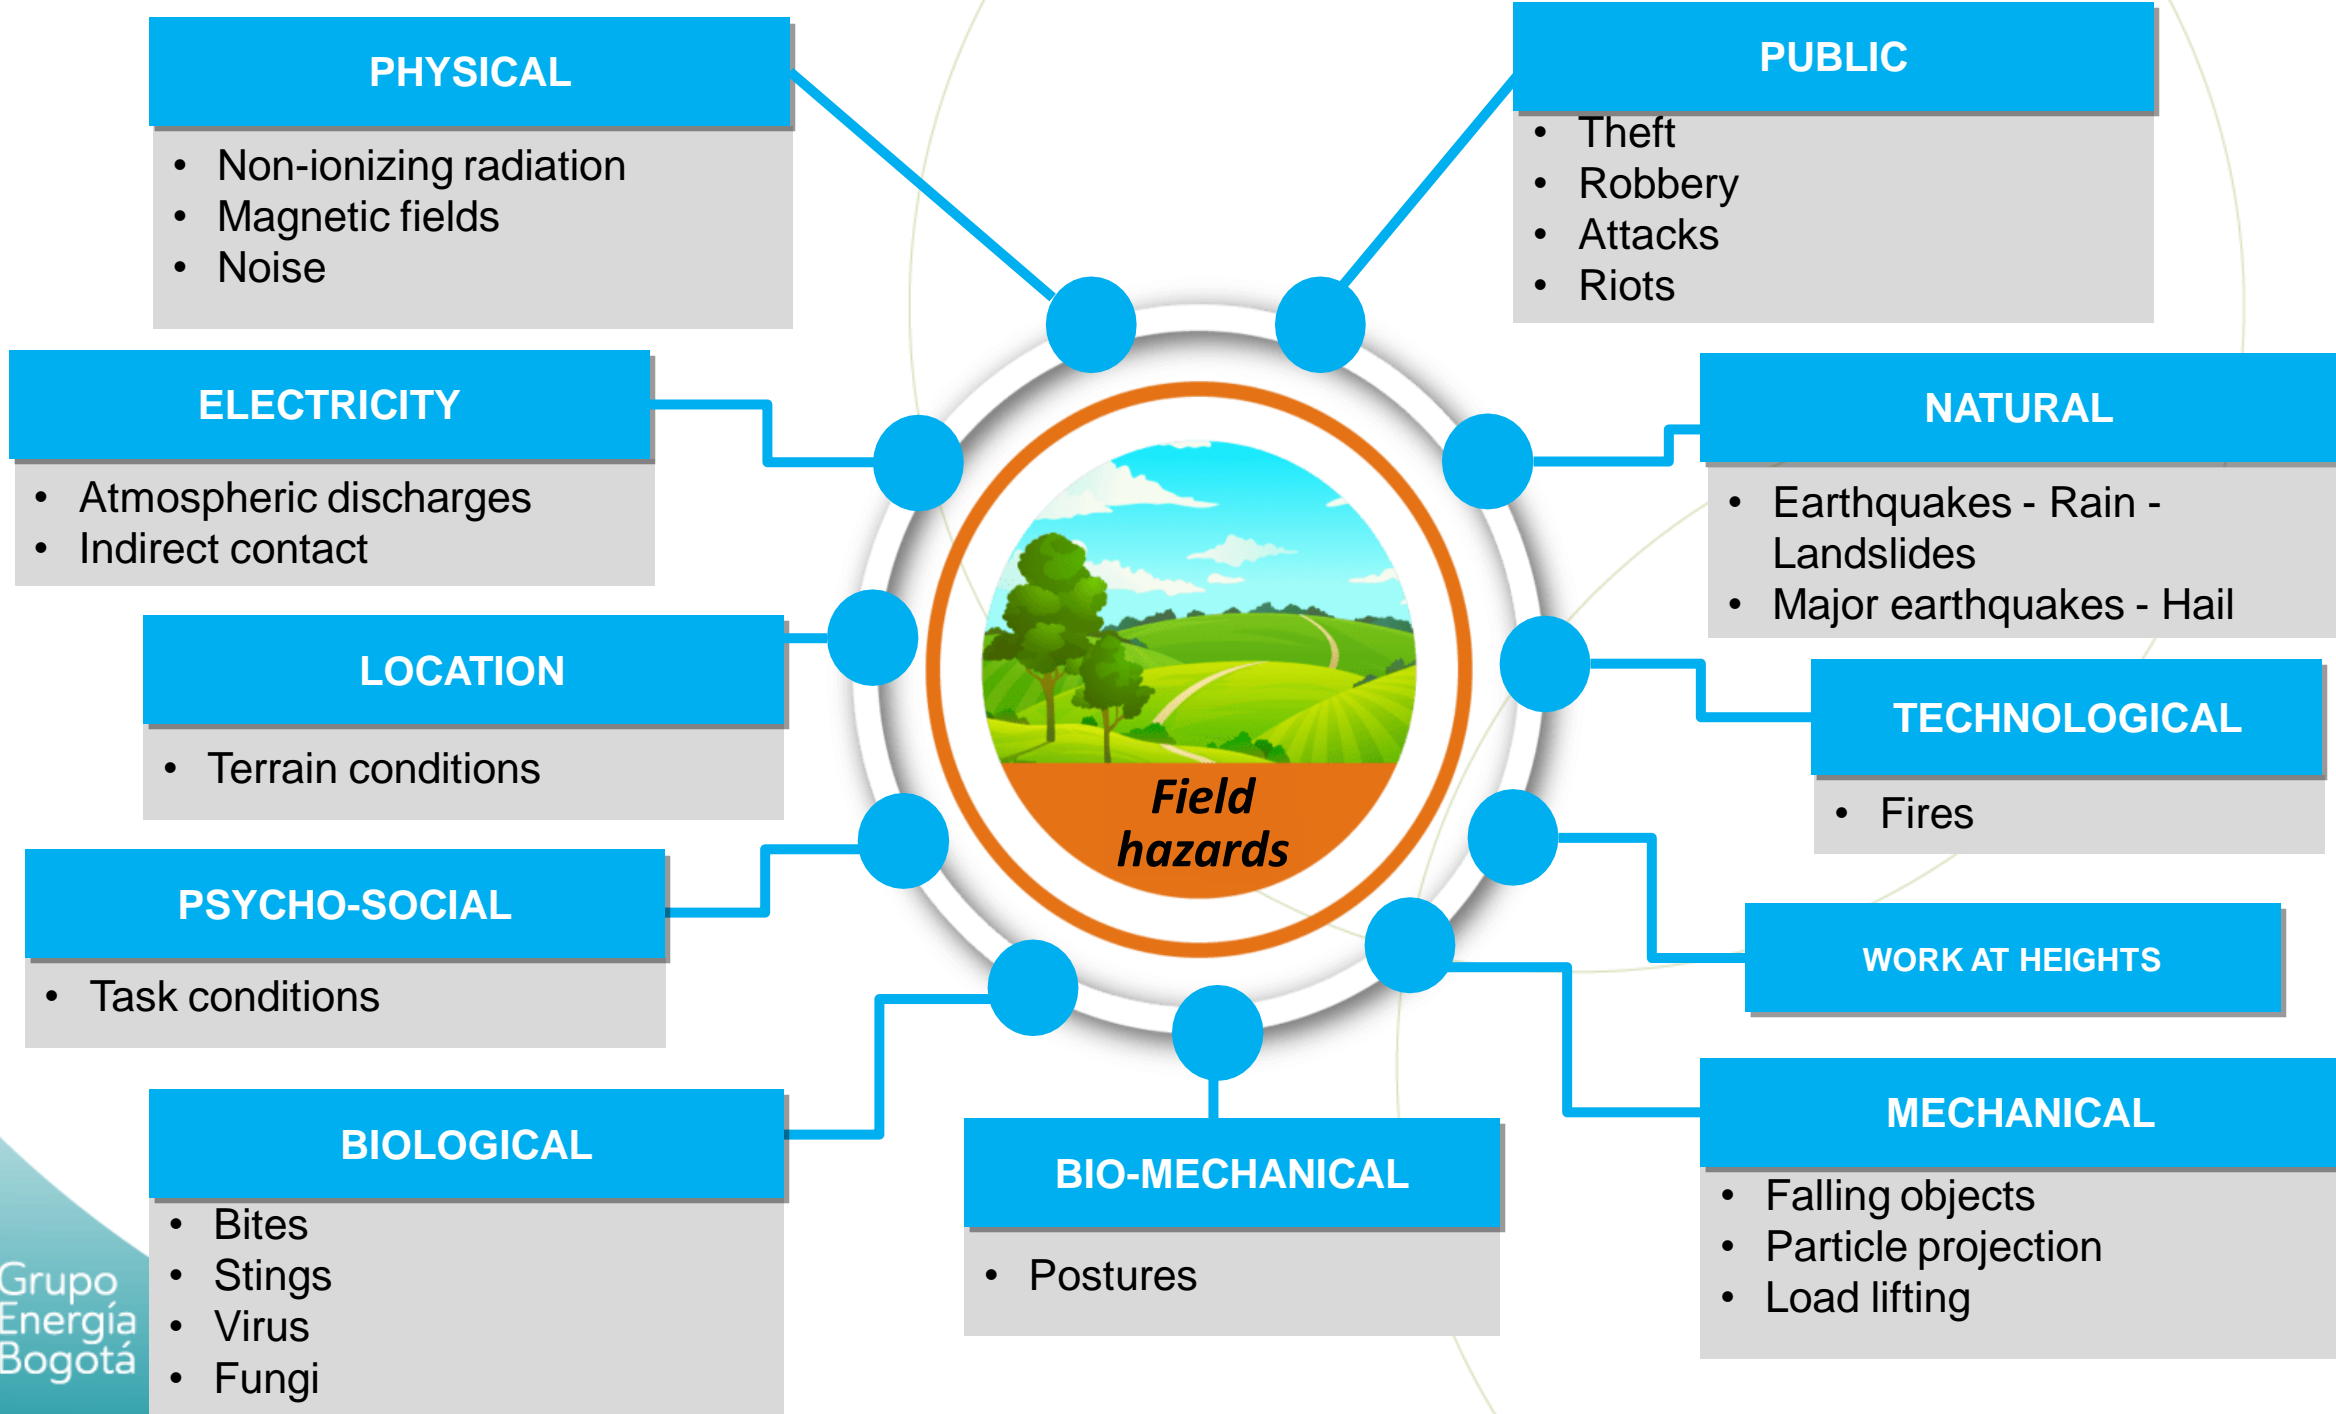 PHYSICAL
• Non-ionizing radiation
• Magnetic fields
• Noise
PUBLIC
• Theft
• Robbery
• Attacks
• Riots
ELECTRICITY
• Atmospheric discharges
• Indirect contact
NATURAL
• Earthquakes - Rain -
Landslides
• Major earthquakes - Hail
LOCATION
• Terrain conditions
TECHNOLOGICAL
• Fires
Field
hazards
PSYCHO-SOCIAL
• Task conditions
WORK AT HEIGHTS
BIOLOGICAL
• Bites
• Stings
• Virus
• Fungi
BIO-MECHANICAL
• Postures
MECHANICAL
• Falling objects
• Particle projection
• Load lifting
Grupo
Energía
Bogotá